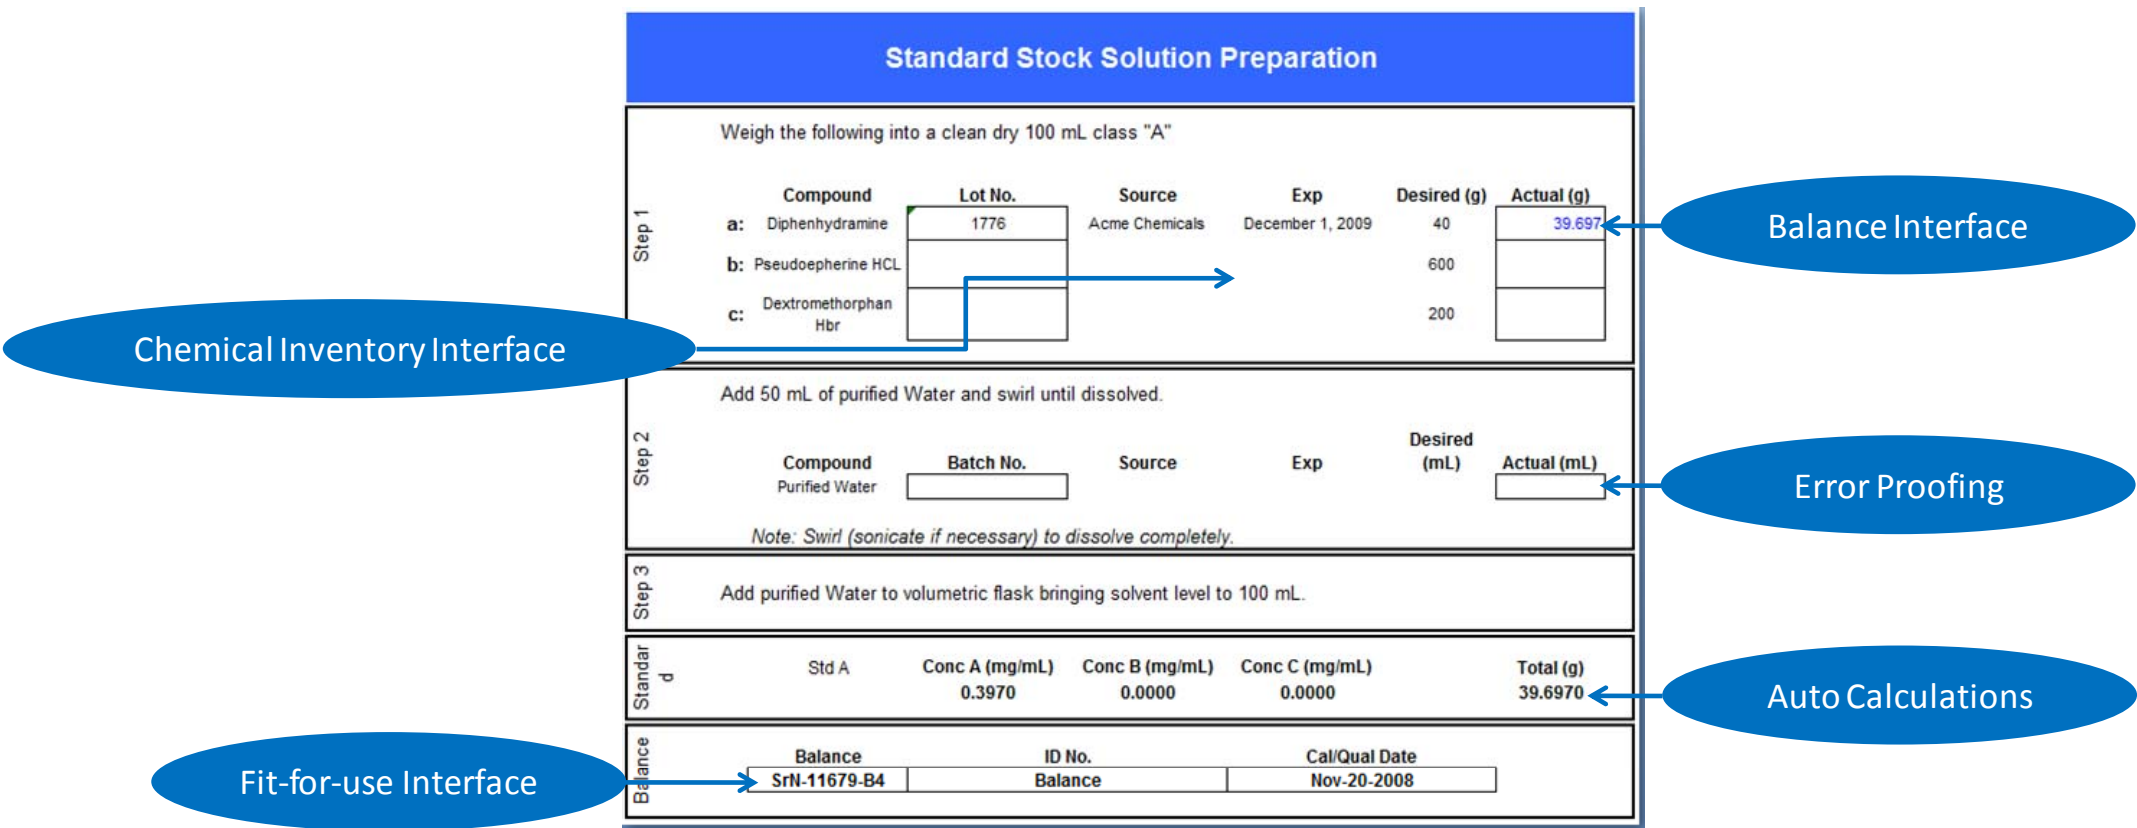 Standard Stock Solution Preparation
Step 1
Weigh the following into a clean dry 100 mL class "A"
Compound Lot No. Source Exp Desired (g) Actual (g)
a: Diphenhydramine 1776 Acme Chemicals December 1, 2009 40 39.697
b: Pseudoepherine HCL 600
c: Dextromethorphan Hbr 200
Balance Interface
Chemical Inventory Interface
Step 2
Add 50 mL of purified Water and swirl until dissolved.
Compound Batch No. Source Exp Desired (mL) Actual (mL)
Purified Water
Note: Swirl (sonicate if necessary) to dissolve completely.
Error Proofing
Step 3
Add purified Water to volumetric flask bringing solvent level to 100 mL.
Standar
d
Std A Conc A (mg/mL) Conc B (mg/mL) Conc C (mg/mL) Total (g)
0.3970 0.0000 0.0000 39.6970
Auto Calculations
Balance
Balance ID No. Cal/Qual Date
SrN-11679-B4 Balance Nov-20-2008
Fit-for-use Interface